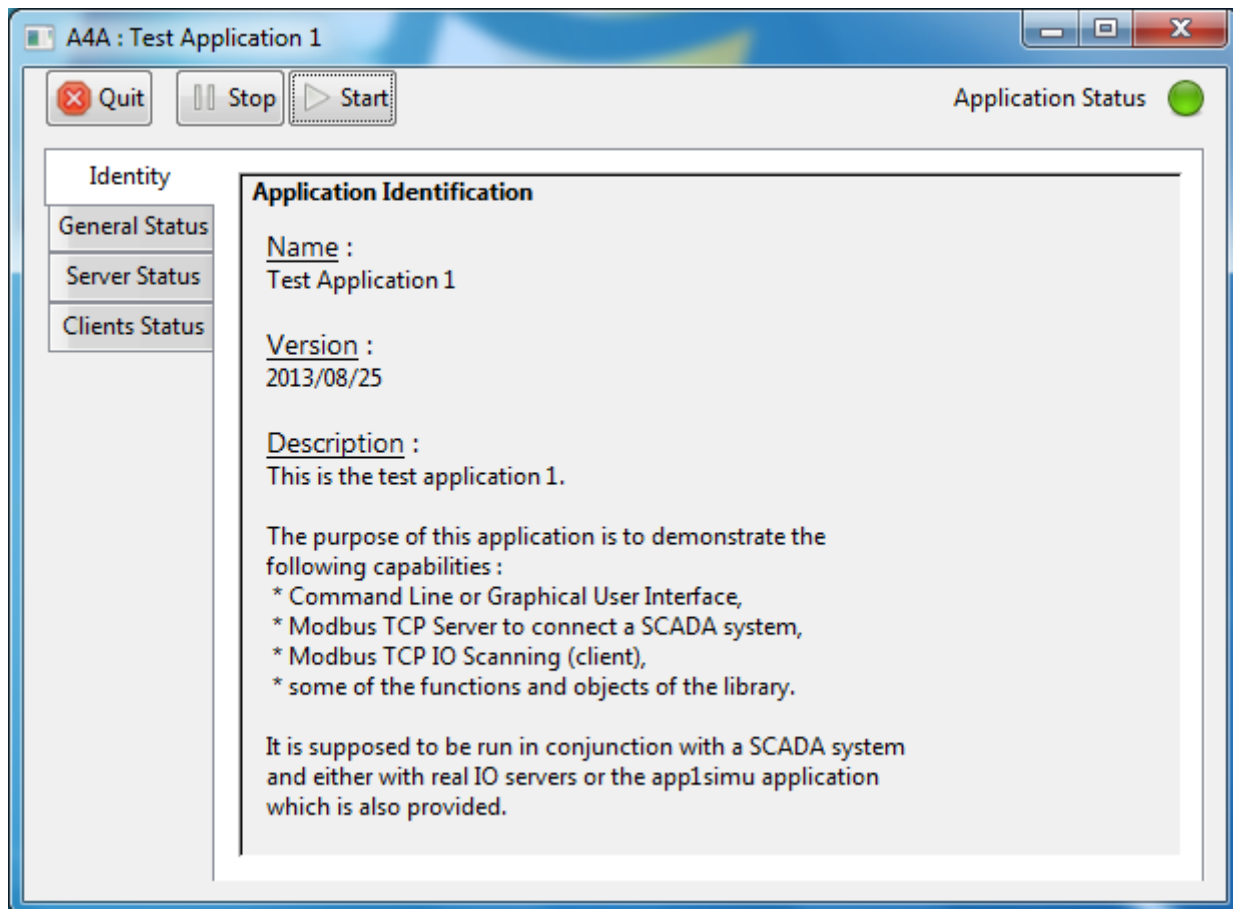 A4A : Test Application 1
Quit Stop Start Application Status
Identity
General Status
Server Status
Clients Status
Application Identification
Name :
Test Application 1
Version :
2013/08/25
Description :
This is the test application 1.
The purpose of this application is to demonstrate the
following capabilities :
* Command Line or Graphical User Interface,
* Modbus TCP Server to connect a SCADA system,
* Modbus TCP IO Scanning (client),
* some of the functions and objects of the library.
It is supposed to be run in conjunction with a SCADA system
and either with real IO servers or the app1simu application
which is also provided.